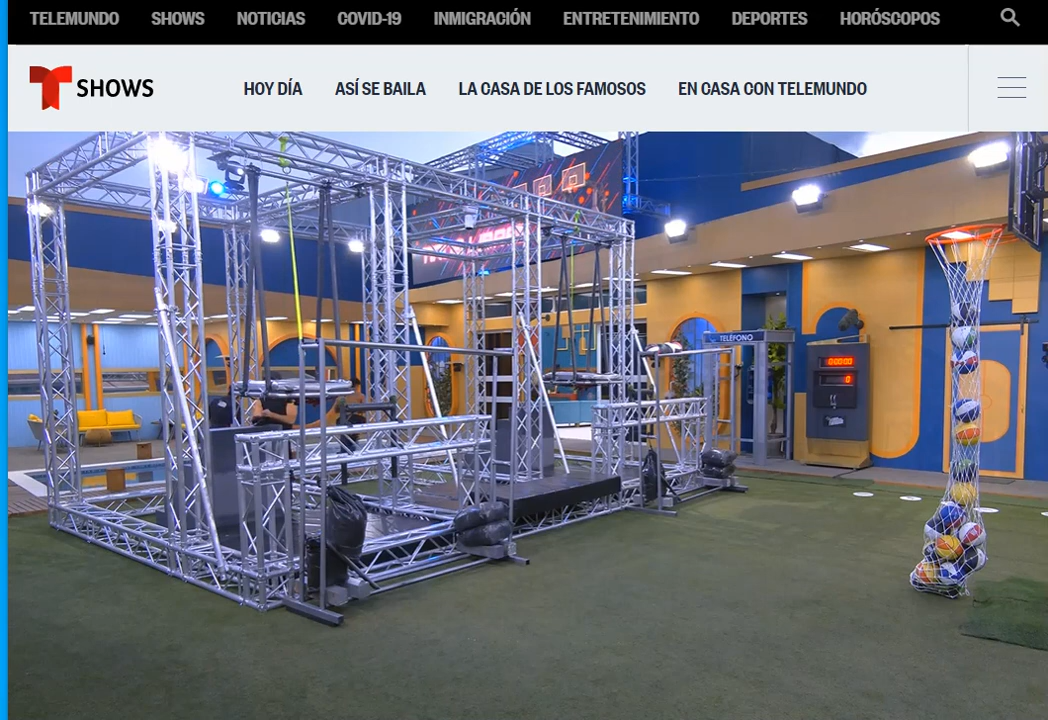 TELEMUNDO SHOWS NOTICIAS COVID-19 INMIGRACIÓN ENTRETENIMIENTO DEPORTES HORÓSCOPOS
T SHOWS HOY DÍA ASÍ SE BAILA LA CASA DE LOS FAMOSOS EN CASA CON TELEMUNDO
TELÉFONO